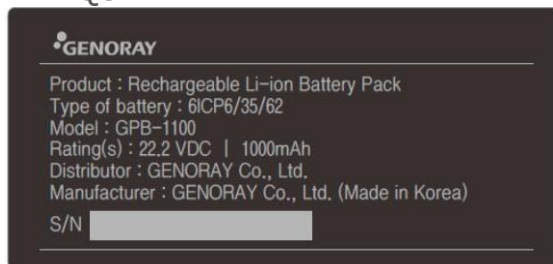 GENORAY
Product : Rechargeable Li-ion Battery Pack
Type of battery : 6ICP6/35/62
Model : GPB-1100
Rating(s) : 22.2 VDC | 1000mAh
Distributor : GENORAY Co., Ltd.
Manufacturer : GENORAY Co., Ltd. (Made in Korea)
S/N